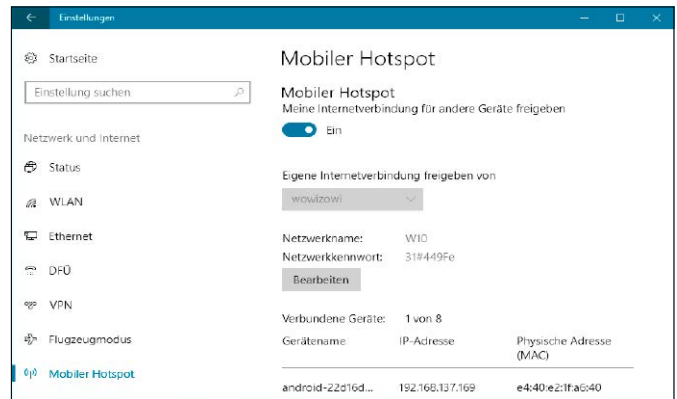 Einstellungen
Startseite
Einstellung suchen
Netzwerk und Internet
Status
WLAN
Ethernet
DFÜ
VPN
Flugzeugmodus
Mobiler Hotspot
Mobiler Hotspot
Mobiler Hotspot
Meine Internetverbindung für andere Geräte freigeben
Ein
Eigene Internetverbindung freigeben von
wowizowi
Netzwerkname: WI0
Netzwerkkennwort: 31#449Fe
Bearbeiten
Verbundene Geräte: 1 von 8
Gerätename IP-Adresse Physische Adresse
(MAC)
android-22d16d... 192.168.137.169 e4:40:e2:1f:a6:40